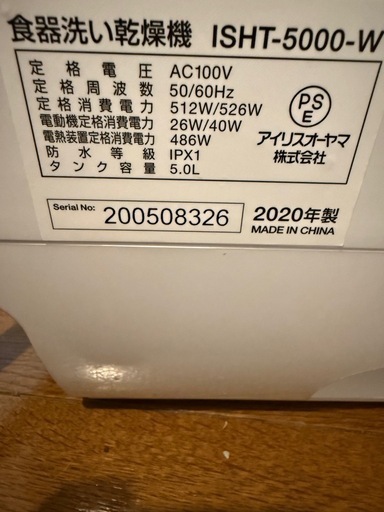 食器洗い乾燥機 ISHT-5000-W
定格電圧 AC100V
定格周波数 50/60Hz
定格消費電力 512W/526W
電動機定格消費電力 26W/40W
電熱装置定格消費電力 486W
防水等級 IPX1
タンク容量 5.0L
PS
E
アイリスオーヤマ
株式会社
Serial No: 200508326
2020年製
MADE IN CHINA